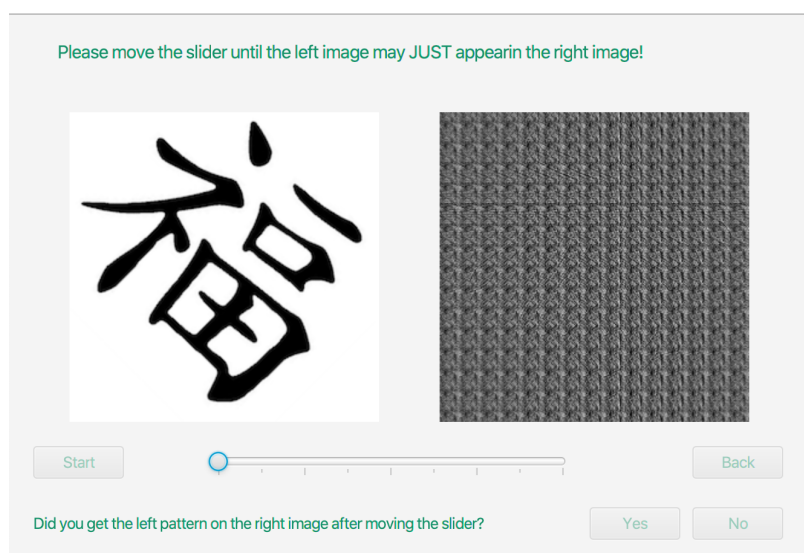 Please move the slider until the left image may JUST appearin the right image!
福
Start
Back
Did you get the left pattern on the right image after moving the slider?
Yes
No